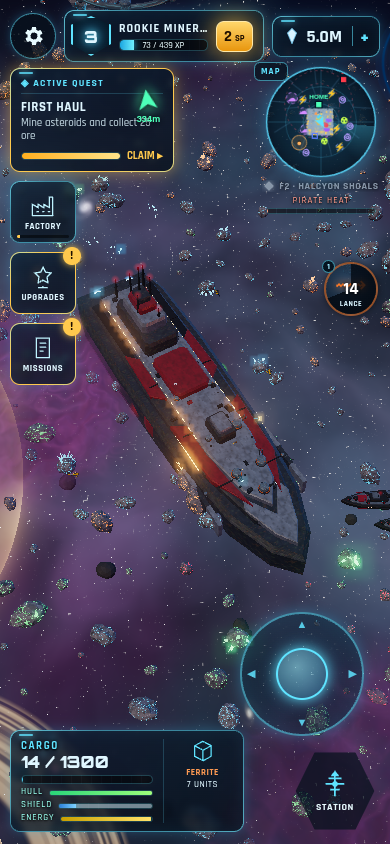 3
ROOKIE MINER...
73 / 439 XP
2 SP
5.0M
+
ACTIVE QUEST
FIRST HAUL
Mine asteroids and collect 25
ore
394m
CLAIM
MAP
HOME
F2 · HALCYON SHOALS
PIRATE HEAT
FACTORY
!
UPGRADES
!
MISSIONS
1
14
LANCE
CARGO
14 / 1300
HULL
SHIELD
ENERGY
FERRITE
7 UNITS
STATION